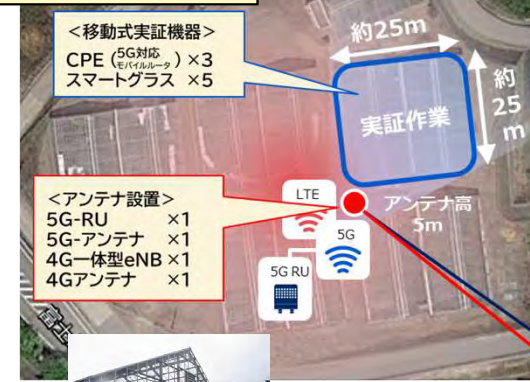 <移動式実証機器>
CPE (5G対応モバイルルータ) ×3
スマートグラス ×5
約25m
約
25
m
実証作業
<アンテナ設置>
5G-RU ×1
5G-アンテナ ×1
4G一体型eNB ×1
4Gアンテナ ×1
LTE
5G
5G RU
アンテナ高
5m